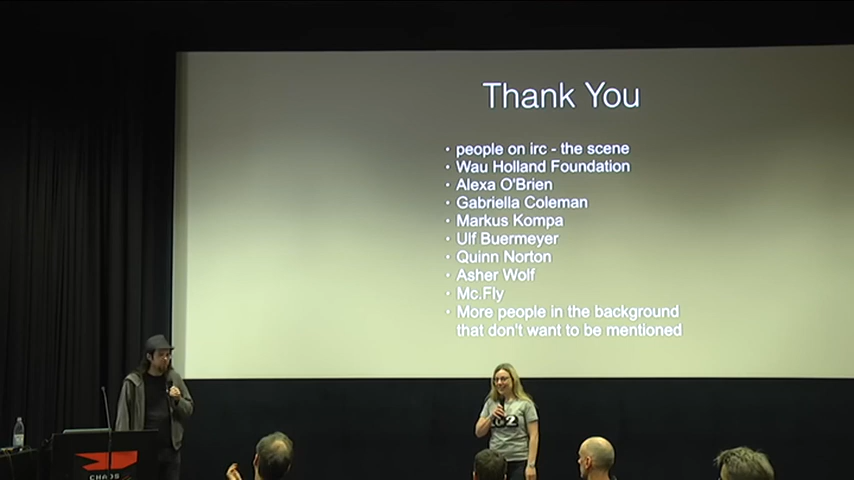 Thank You
• people on irc - the scene
• Wau Holland Foundation
• Alexa O'Brien
• Gabriella Coleman
• Markus Kompa
• Ulf Buermeyer
• Quinn Norton
• Asher Wolf
• Mc.Fly
• More people in the background
that don't want to be mentioned
CHAOS